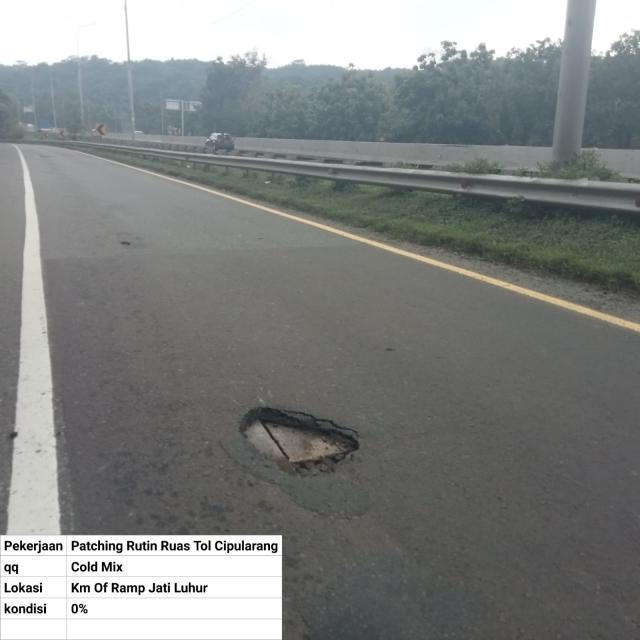 Pekerjaan Patching Rutin Ruas Tol Cipularang
qq Cold Mix
Lokasi Km Of Ramp Jati Luhur
kondisi 0%